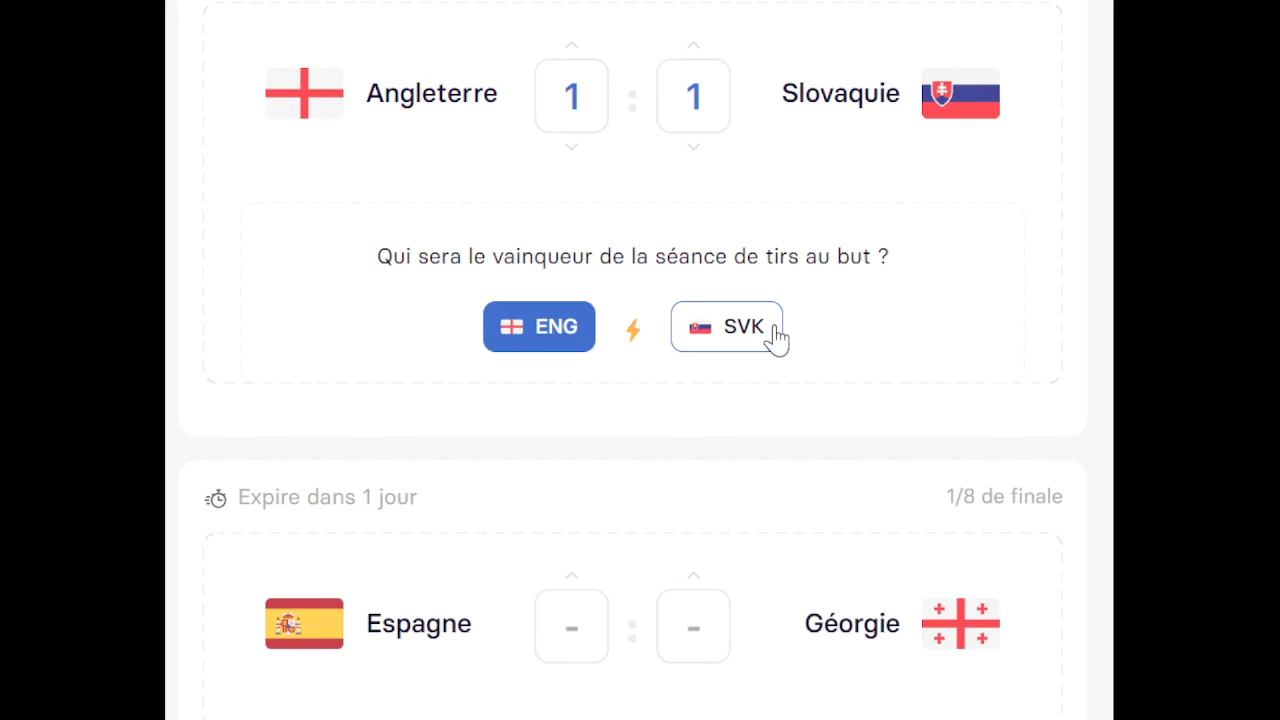 Angleterre 1 : 1 Slovaquie
Qui sera le vainqueur de la séance de tirs au but ?
ENG SVK
Expire dans 1 jour 1/8 de finale
Espagne - : - Géorgie